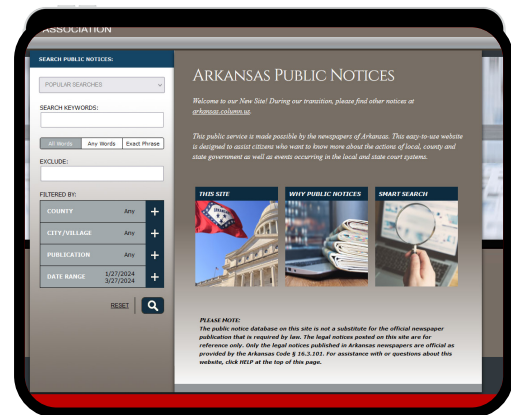 ASSOCIATION
SEARCH PUBLIC NOTICES:
POPULAR SEARCHES
SEARCH KEYWORDS:
All Words Any Words Exact Phrase
EXCLUDE:
FILTERED BY:
COUNTY Any +
CITY/VILLAGE Any +
PUBLICATION Any +
DATE RANGE 1/27/2024 +
3/27/2024
RESET
ARKANSAS PUBLIC NOTICES
Welcome to our New Site! During our transition, please find other notices at
arkansas.column.us.
This public service is made possible by the newspapers of Arkansas. This easy-to-use website
is designed to assist citizens who want to know more about the actions of local, county and
state government as well as events occurring in the local and state court systems.
THIS SITE
WHY PUBLIC NOTICES
SMART SEARCH
PLEASE NOTE:
The public notice database on this site is not a substitute for the official newspaper
publication that is required by law. The legal notices posted on this site are for
reference only. Only the legal notices published in Arkansas newspapers are official as
provided by the Arkansas Code § 16.3.101. For assistance with or questions about this
website, click HELP at the top of this page.